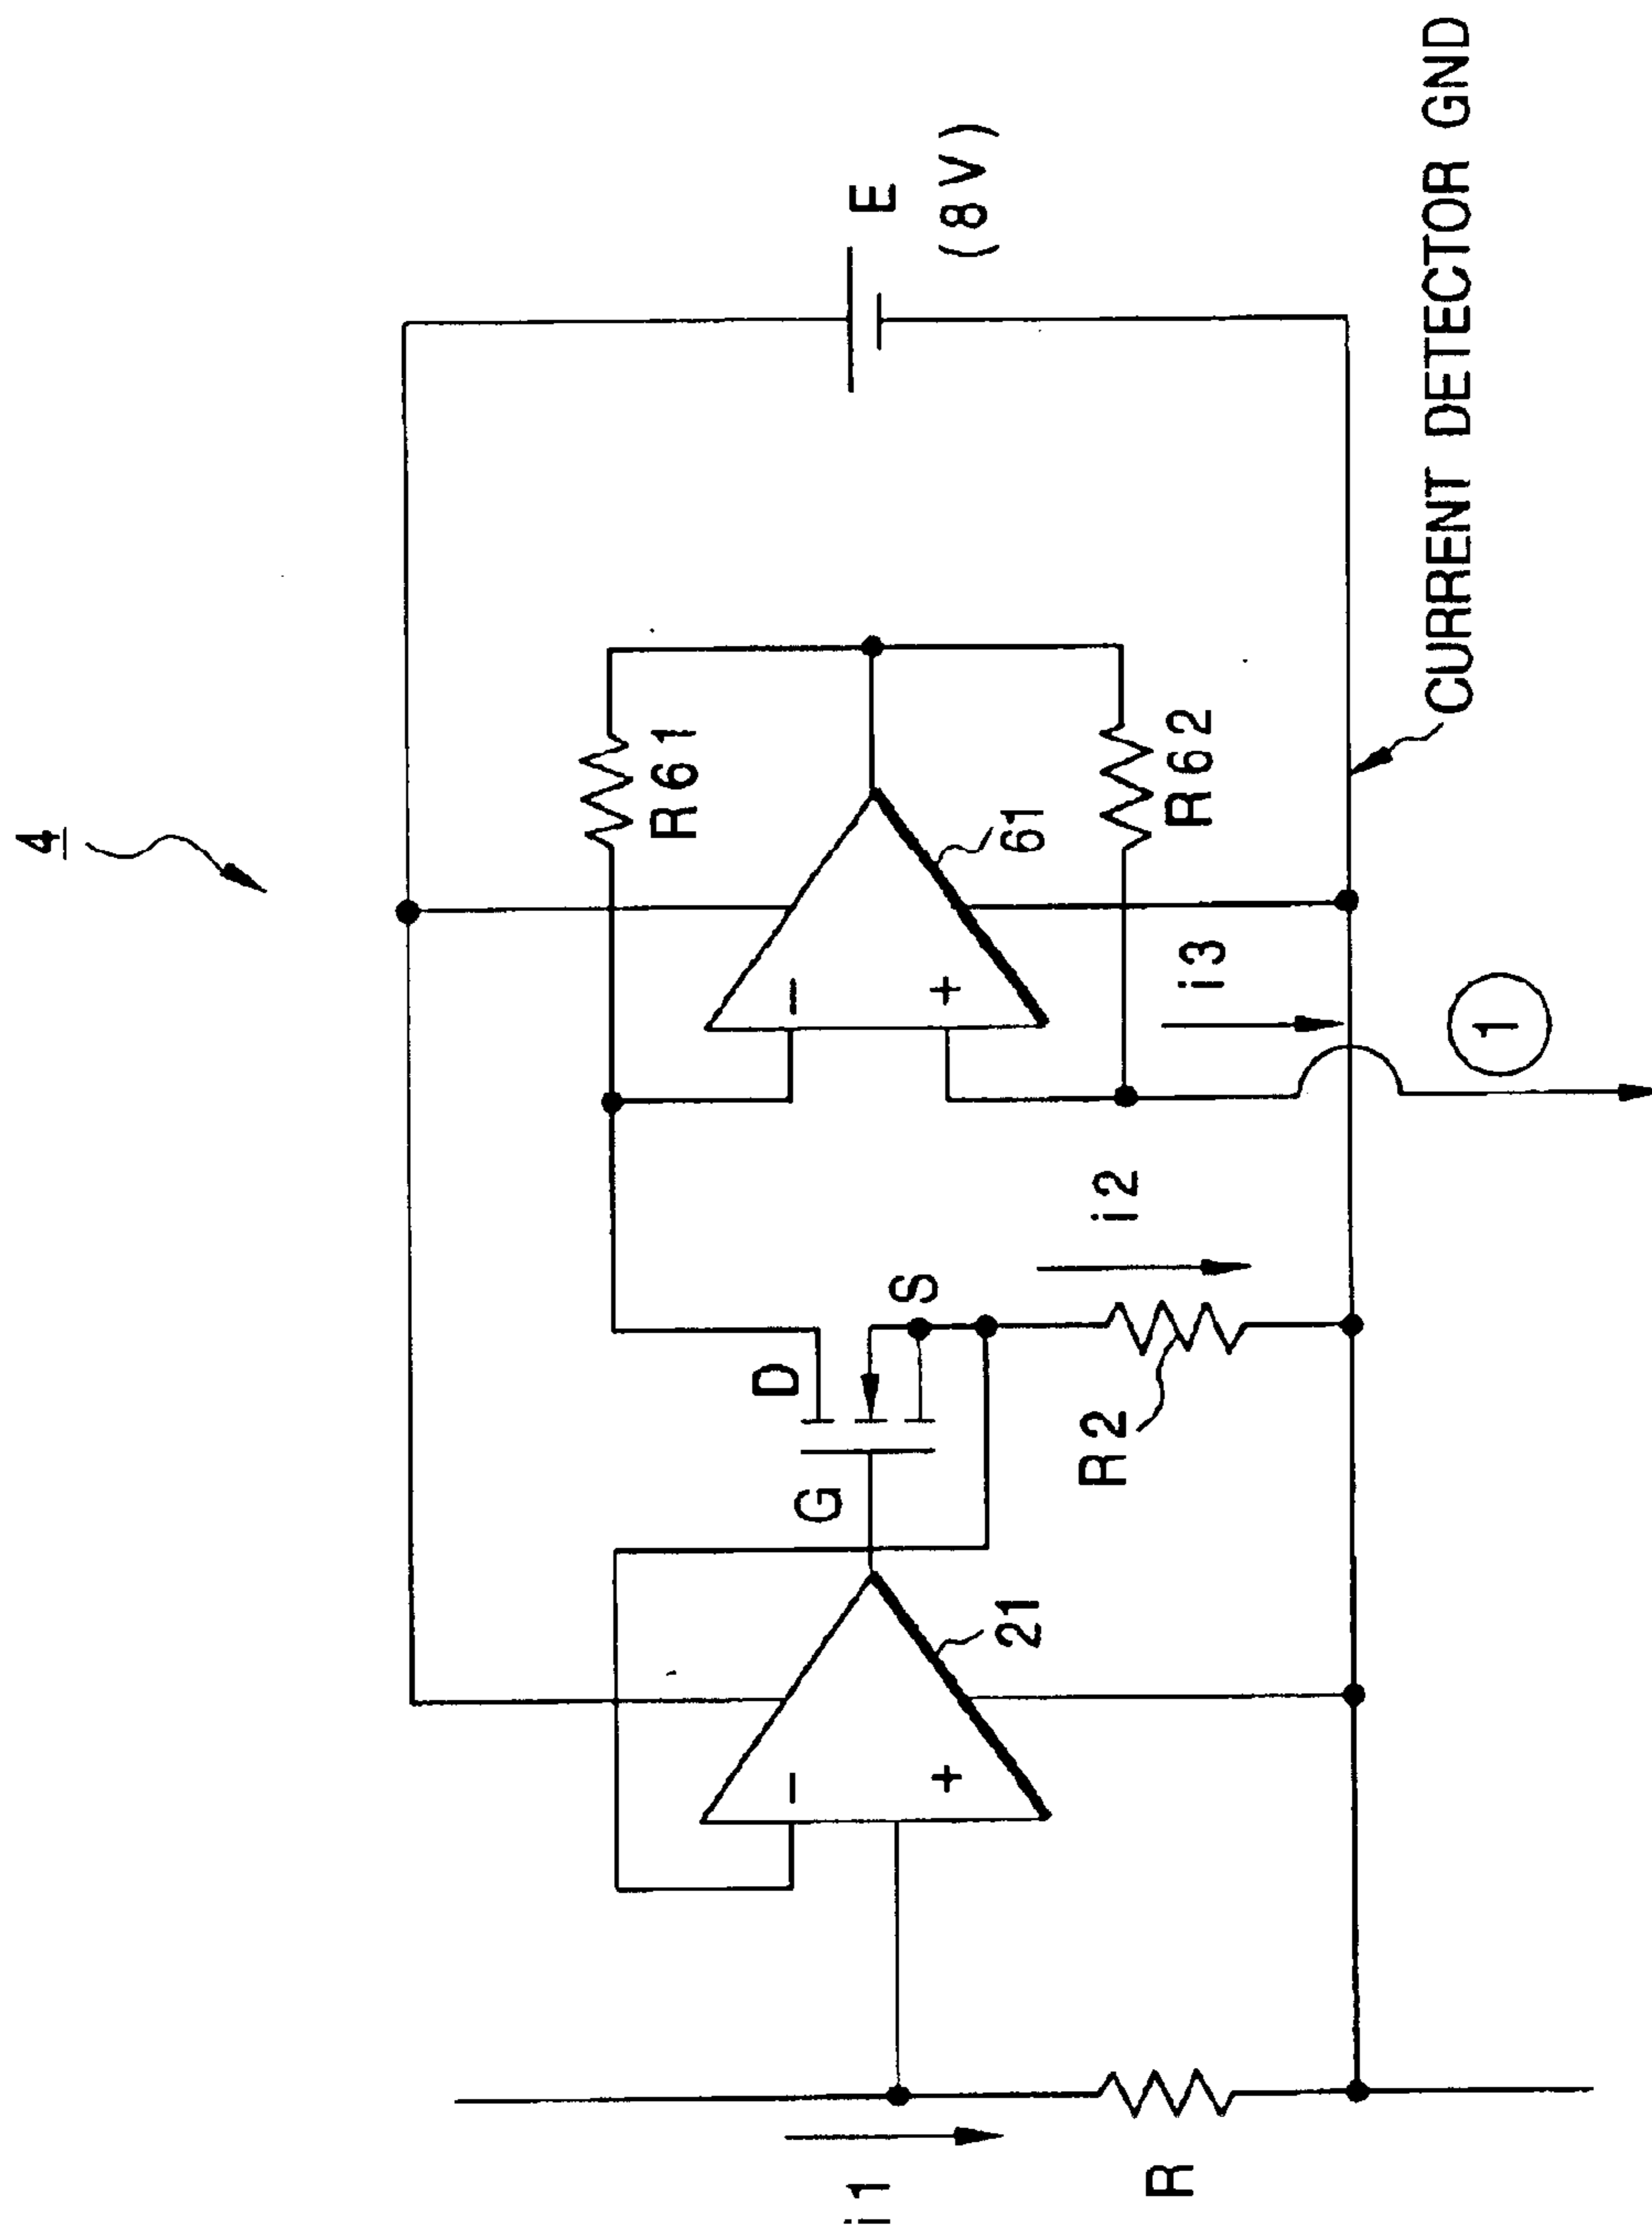 4
E
(8V)
R61
61
R62
CURRENT DETECTOR GND
−
+
i3
1
D
S
i2
G
R2
21
−
+
i1
R